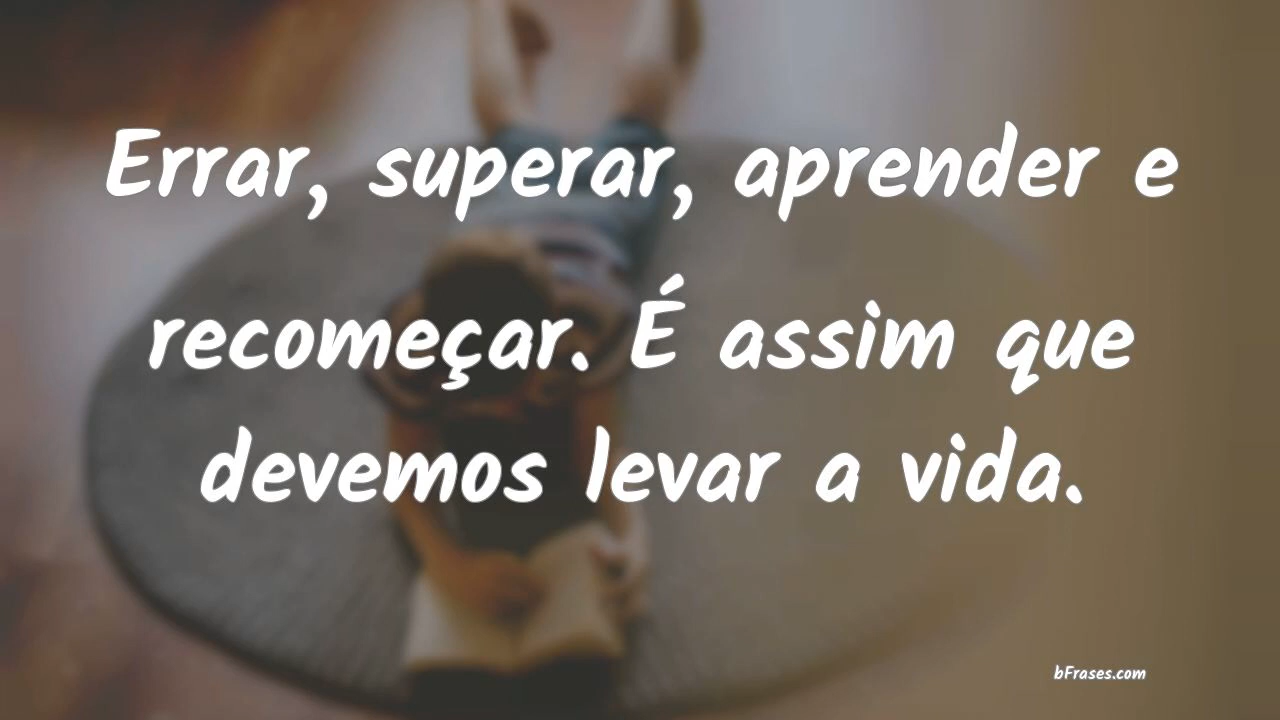 Errar, superar, aprender e
recomeçar. É assim que
devemos levar a vida.
bFrases.com